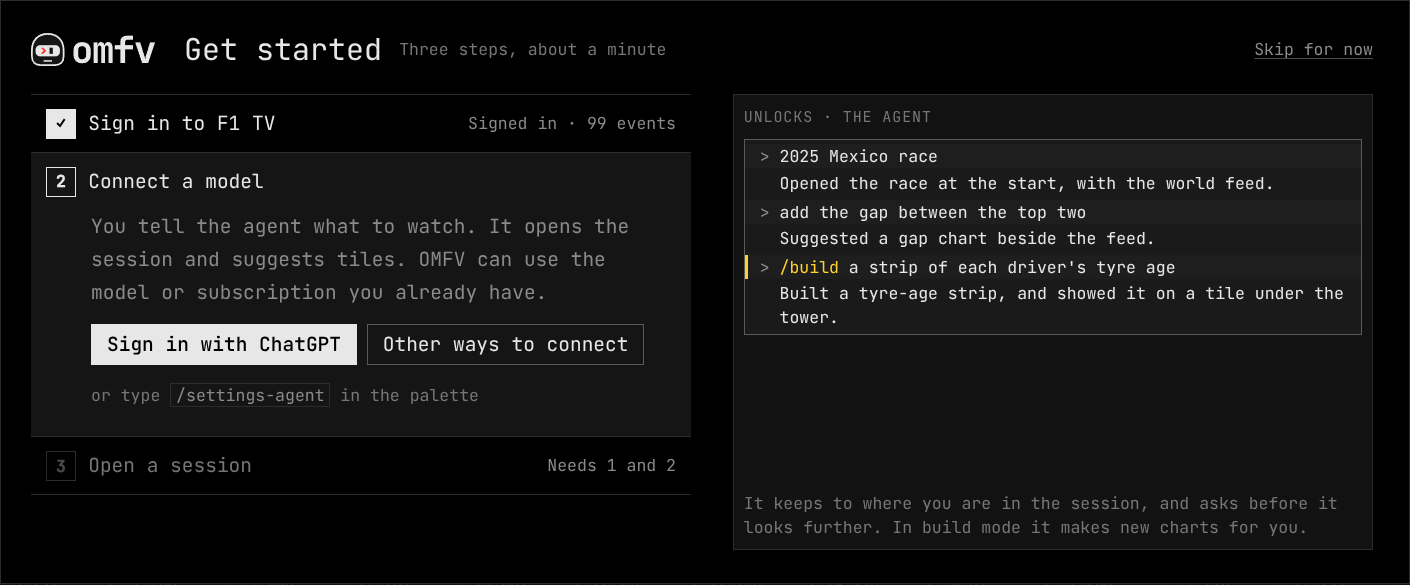 omfv Get started Three steps, about a minute Skip for now
✓ Sign in to F1 TV Signed in · 99 events
2 Connect a model
You tell the agent what to watch. It opens the
session and suggests tiles. OMFV can use the
model or subscription you already have.
Sign in with ChatGPT Other ways to connect
or type /settings-agent in the palette
3 Open a session Needs 1 and 2
UNLOCKS · THE AGENT
> 2025 Mexico race
Opened the race at the start, with the world feed.
> add the gap between the top two
Suggested a gap chart beside the feed.
> /build a strip of each driver's tyre age
Built a tyre-age strip, and showed it on a tile under the
tower.
It keeps to where you are in the session, and asks before it
looks further. In build mode it makes new charts for you.